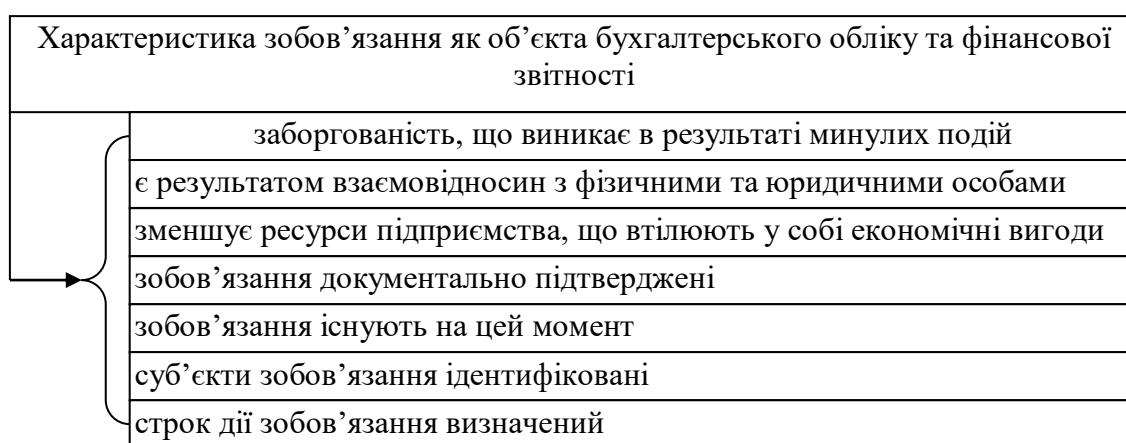 Характеристика зобов’язання як об’єкта бухгалтерського обліку та фінансової
звітності
заборгованість, що виникає в результаті минулих подій
є результатом взаємовідносин з фізичними та юридичними особами
зменшує ресурси підприємства, що втілюють у собі економічні вигоди
зобов’язання документально підтверджені
зобов’язання існують на цей момент
суб’єкти зобов’язання ідентифіковані
строк дії зобов’язання визначений